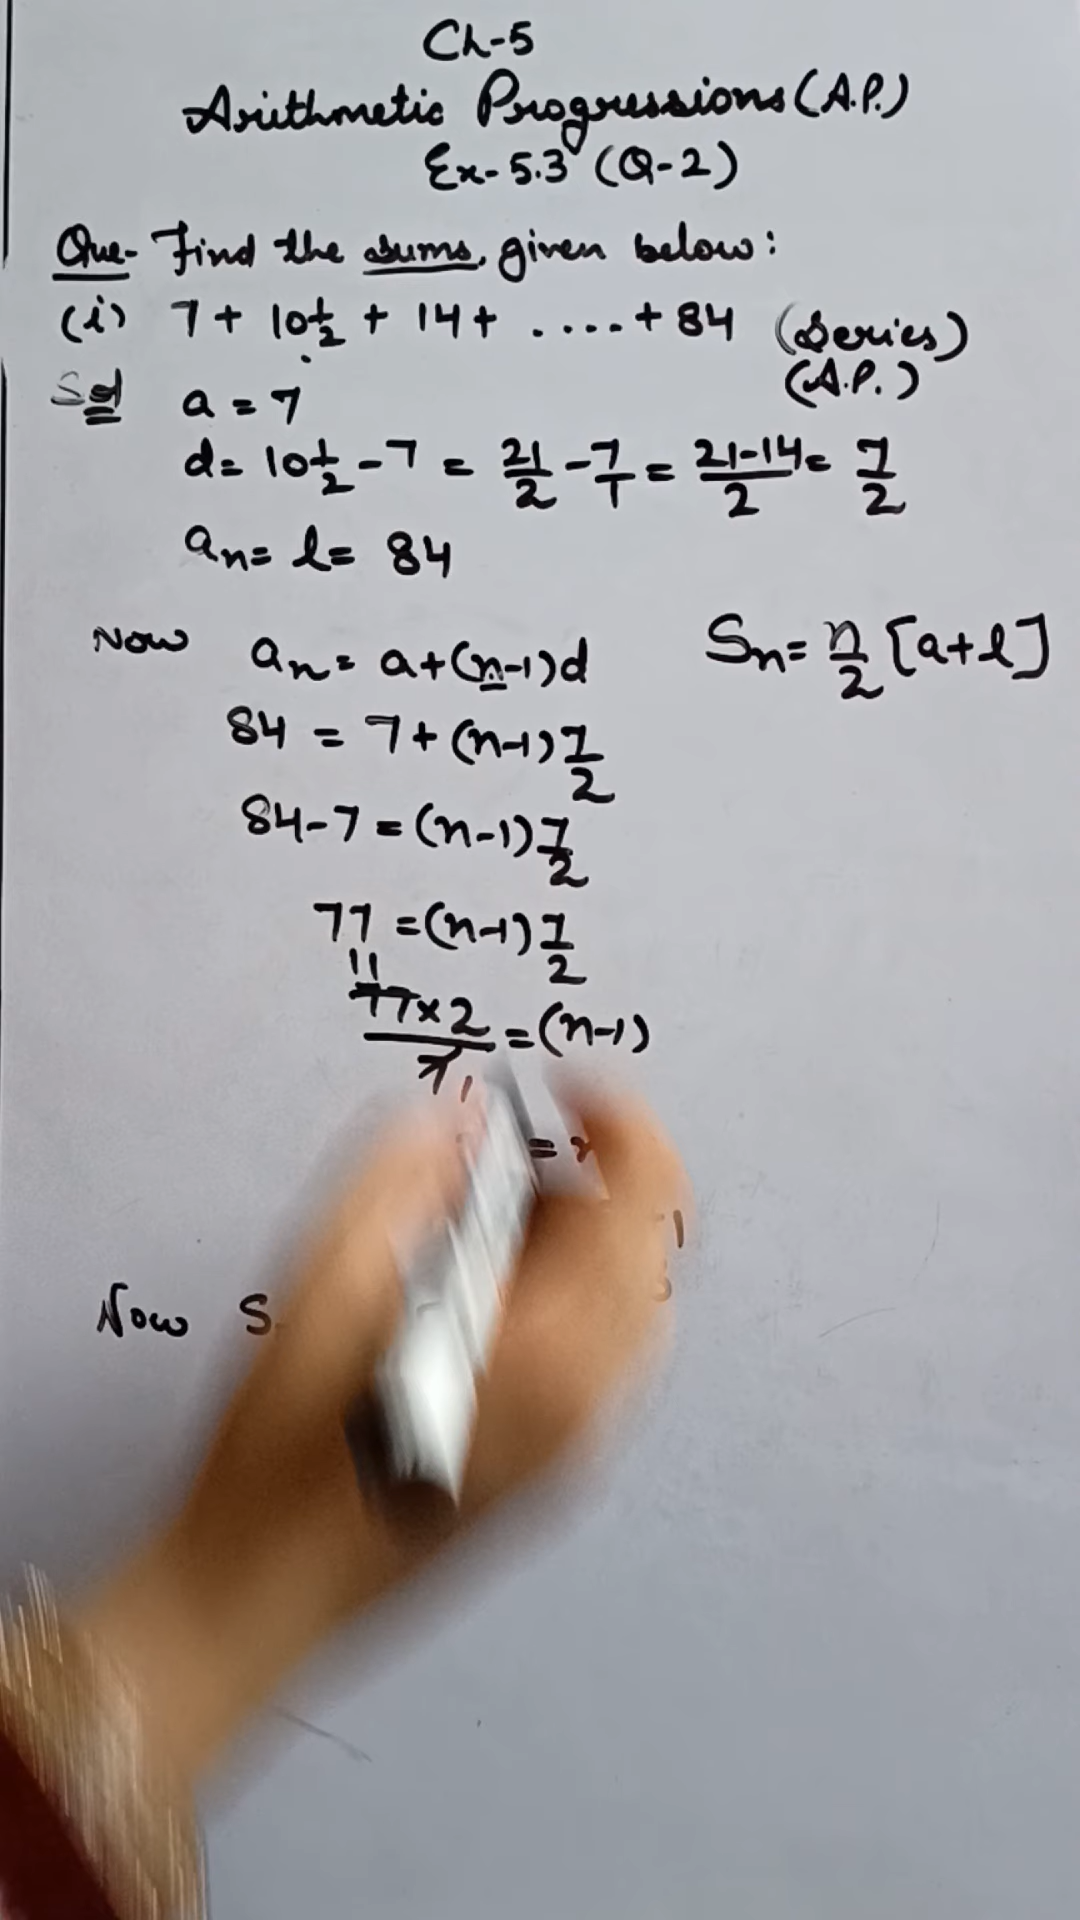 Ch-5
Arithmetic Progressions (A.P.)
Ex-5.3 (Q-2)
Que- Find the sums, given below:
(i) 7 + 10½ + 14 + ..... + 84 (Series)
(A.P.)
Sol a = 7
d = 10½ - 7 = 21/2 - 7/1 = 21-14/2 = 7/2
an = l = 84
Now an = a+(n-1)d Sn = n/2 [a+l]
84 = 7+(n-1)7/2
84-7 = (n-1)7/2
77 = (n-1)7/2
11
77×2/7 1 = (n-1)
=
1
Now S